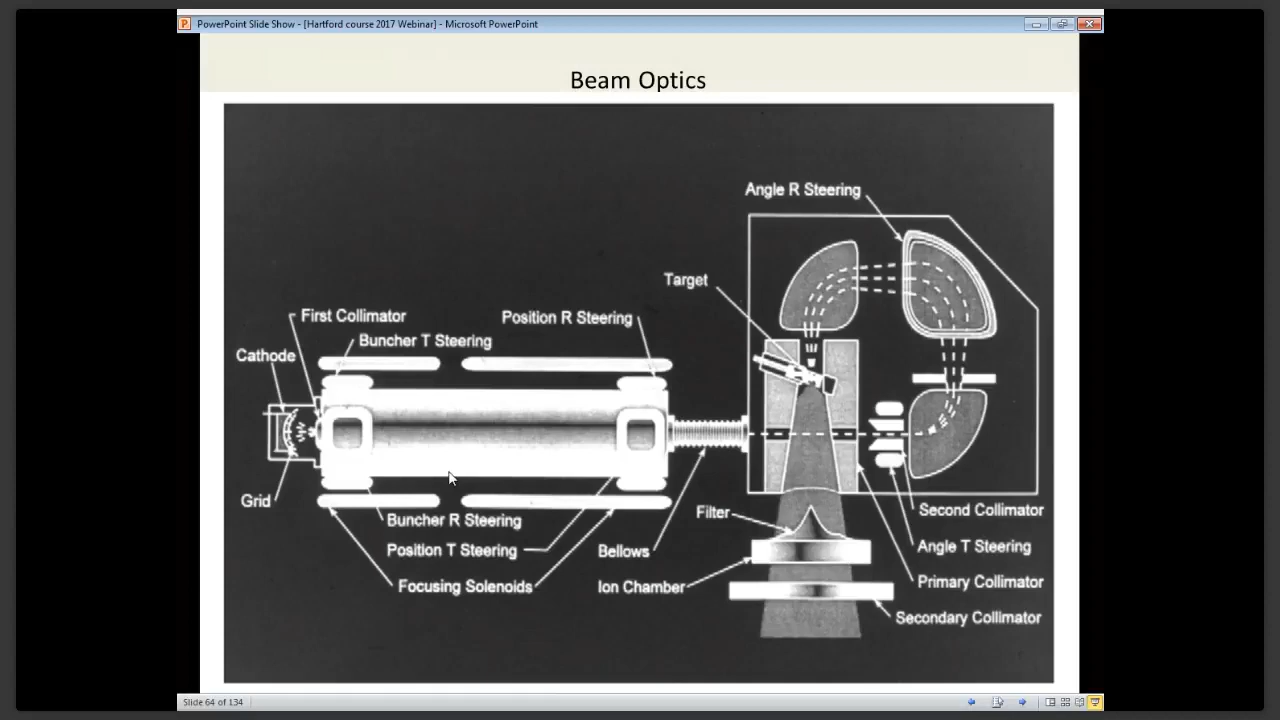 PowerPoint Slide Show - [Hartford course 2017 Webinar] - Microsoft PowerPoint
Beam Optics
Angle R Steering
Target
First Collimator
Position R Steering
Buncher T Steering
Cathode
Grid
Buncher R Steering
Position T Steering
Focusing Solenoids
Bellows
Filter
Ion Chamber
Second Collimator
Angle T Steering
Primary Collimator
Secondary Collimator
Slide 64 of 134